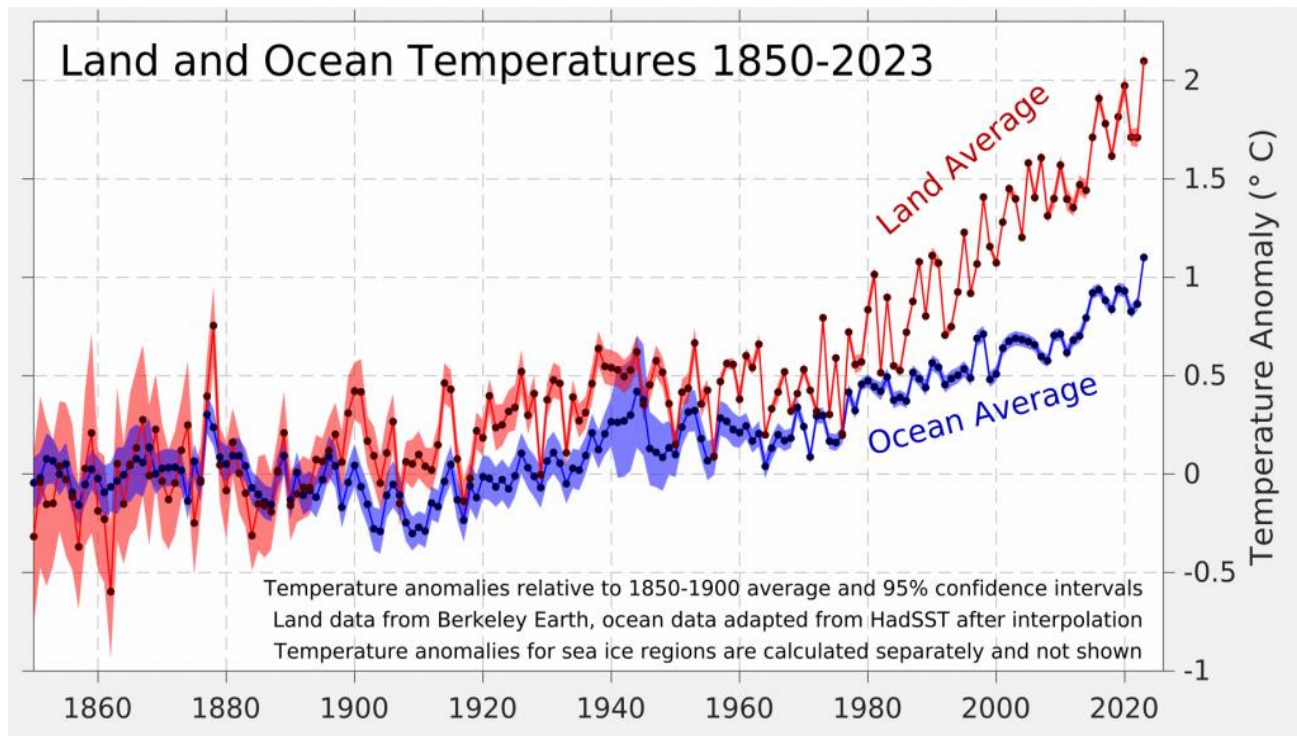 Land and Ocean Temperatures 1850-2023
Land Average
Ocean Average
Temperature anomalies relative to 1850-1900 average and 95% confidence intervals
Land data from Berkeley Earth, ocean data adapted from HadSST after interpolation
Temperature anomalies for sea ice regions are calculated separately and not shown
2
1.5
1
0.5
0
-0.5
-1
Temperature Anomaly (° C)
1860 1880 1900 1920 1940 1960 1980 2000 2020